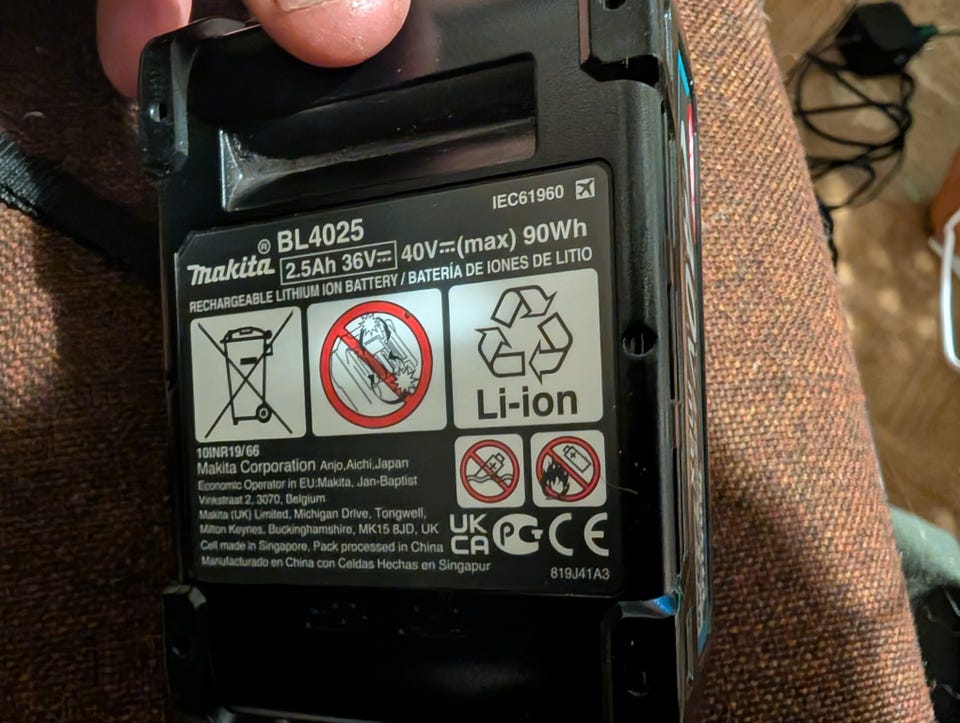 IEC61960
makita® BL4025
2.5Ah 36V⎓ 40V⎓(max) 90Wh
RECHARGEABLE LITHIUM ION BATTERY / BATERÍA DE IONES DE LITIO
Li-ion
10INR19/66
Makita Corporation Anjo,Aichi,Japan
Economic Operator in EU:Makita, Jan-Baptist
Vinkstraat 2, 3070, Belgium
Makita (UK) Limited, Michigan Drive, Tongwell,
Milton Keynes, Buckinghamshire, MK15 8JD, UK
Cell made in Singapore, Pack processed in China
Manufacturado en China con Celdas Hechas en Singapur
UK
CA
CE
819J41A3